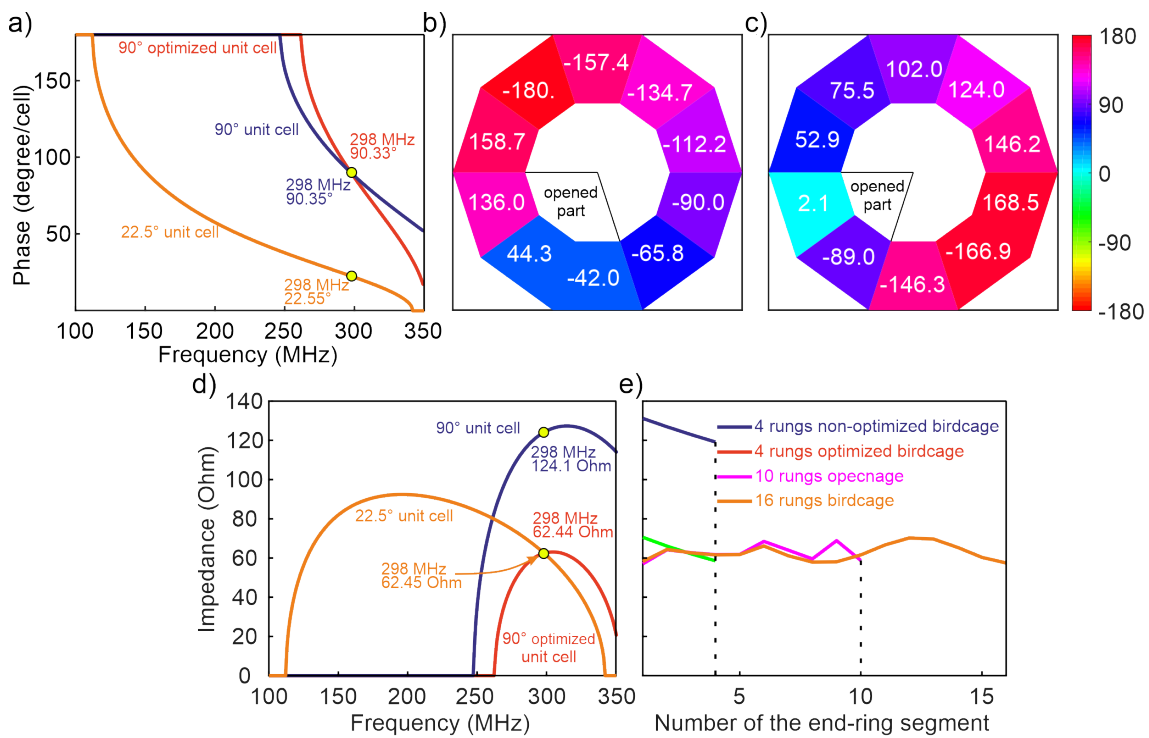 a)
90° optimized unit cell
150
90° unit cell
298 MHz
90.33°
100
298 MHz
90.35°
50
22.5° unit cell
298 MHz
22.55°
Phase (degree/cell)
100 150 200 250 300 350
Frequency (MHz)
b)
-157.4
-180.
-134.7
158.7
-112.2
136.0
opened
part
-90.0
44.3
-42.0
-65.8
c)
102.0
75.5
124.0
52.9
146.2
2.1
opened
part
168.5
-89.0
-146.3
-166.9
180
90
0
-90
-180
d)
140
120
100
80
60
40
20
0
Impedance (Ohm)
90° unit cell
298 MHz
124.1 Ohm
22.5° unit cell
298 MHz
62.44 Ohm
298 MHz
62.45 Ohm
90° optimized
unit cell
100 150 200 250 300 350
Frequency (MHz)
e)
4 rungs non-optimized birdcage
4 rungs optimized birdcage
10 rungs opecnage
16 rungs birdcage
5 10 15
Number of the end-ring segment